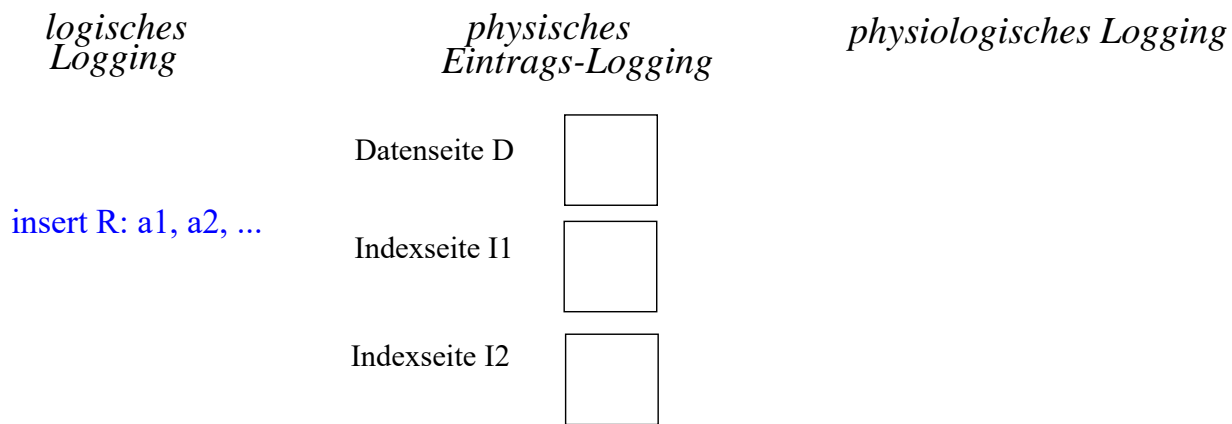 logisches
Logging
physisches
Eintrags-Logging
physiologisches Logging
Datenseite D
insert R: a1, a2, ...
Indexseite I1
Indexseite I2